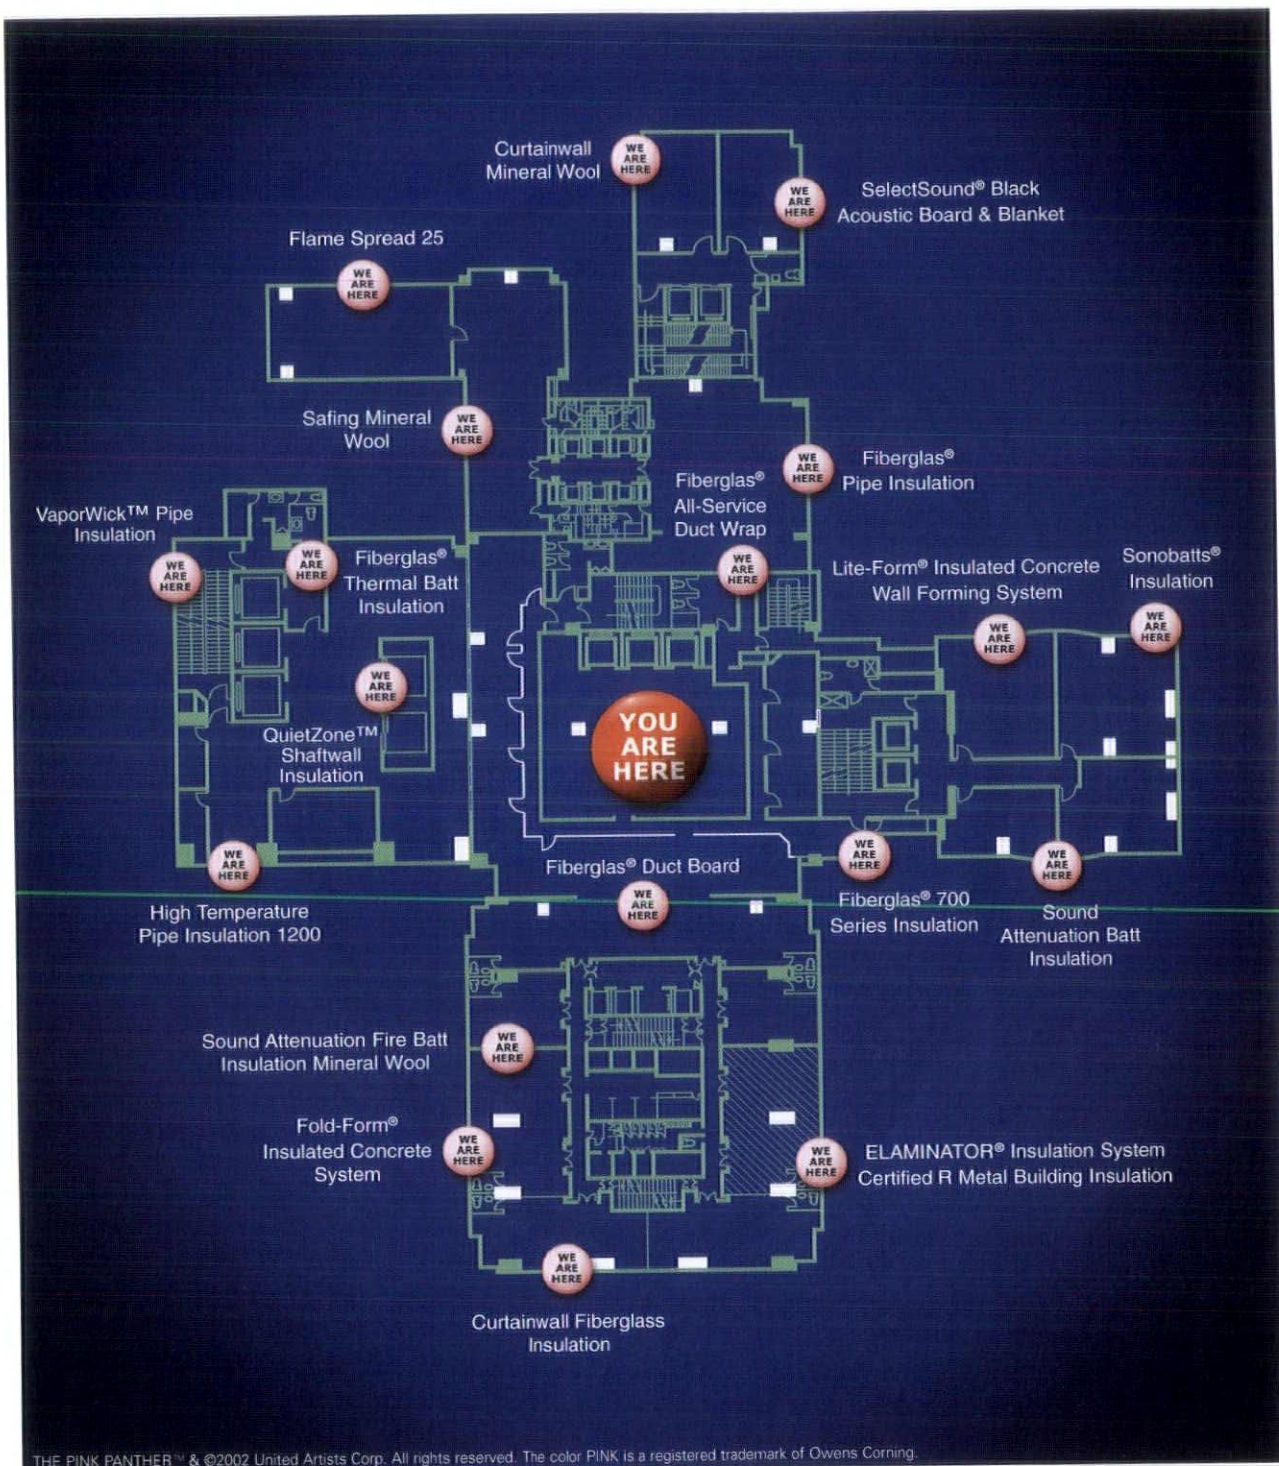 WE
ARE
HERE
Curtainwall
Mineral Wool
WE
ARE
HERE
SelectSound® Black
Acoustic Board & Blanket
Flame Spread 25
WE
ARE
HERE
Safing Mineral
Wool
WE
ARE
HERE
WE
ARE
HERE
Fiberglas®
Pipe Insulation
Fiberglas®
All-Service
Duct Wrap
WE
ARE
HERE
VaporWick™ Pipe
Insulation
WE
ARE
HERE
WE
ARE
HERE
Fiberglas®
Thermal Batt
Insulation
Lite-Form® Insulated Concrete
Wall Forming System
WE
ARE
HERE
Sonobatts®
Insulation
WE
ARE
HERE
WE
ARE
HERE
QuietZone™
Shaftwall
Insulation
YOU
ARE
HERE
WE
ARE
HERE
High Temperature
Pipe Insulation 1200
Fiberglas® Duct Board
WE
ARE
HERE
WE
ARE
HERE
Fiberglas® 700
Series Insulation
WE
ARE
HERE
Sound
Attenuation Batt
Insulation
Sound Attenuation Fire Batt
Insulation Mineral Wool
WE
ARE
HERE
Fold-Form®
Insulated Concrete
System
WE
ARE
HERE
WE
ARE
HERE
ELAMINATOR® Insulation System
Certified R Metal Building Insulation
WE
ARE
HERE
Curtainwall Fiberglass
Insulation
THE PINK PANTHER™ & ©2002 United Artists Corp. All rights reserved. The color PINK is a registered trademark of Owens Corning.